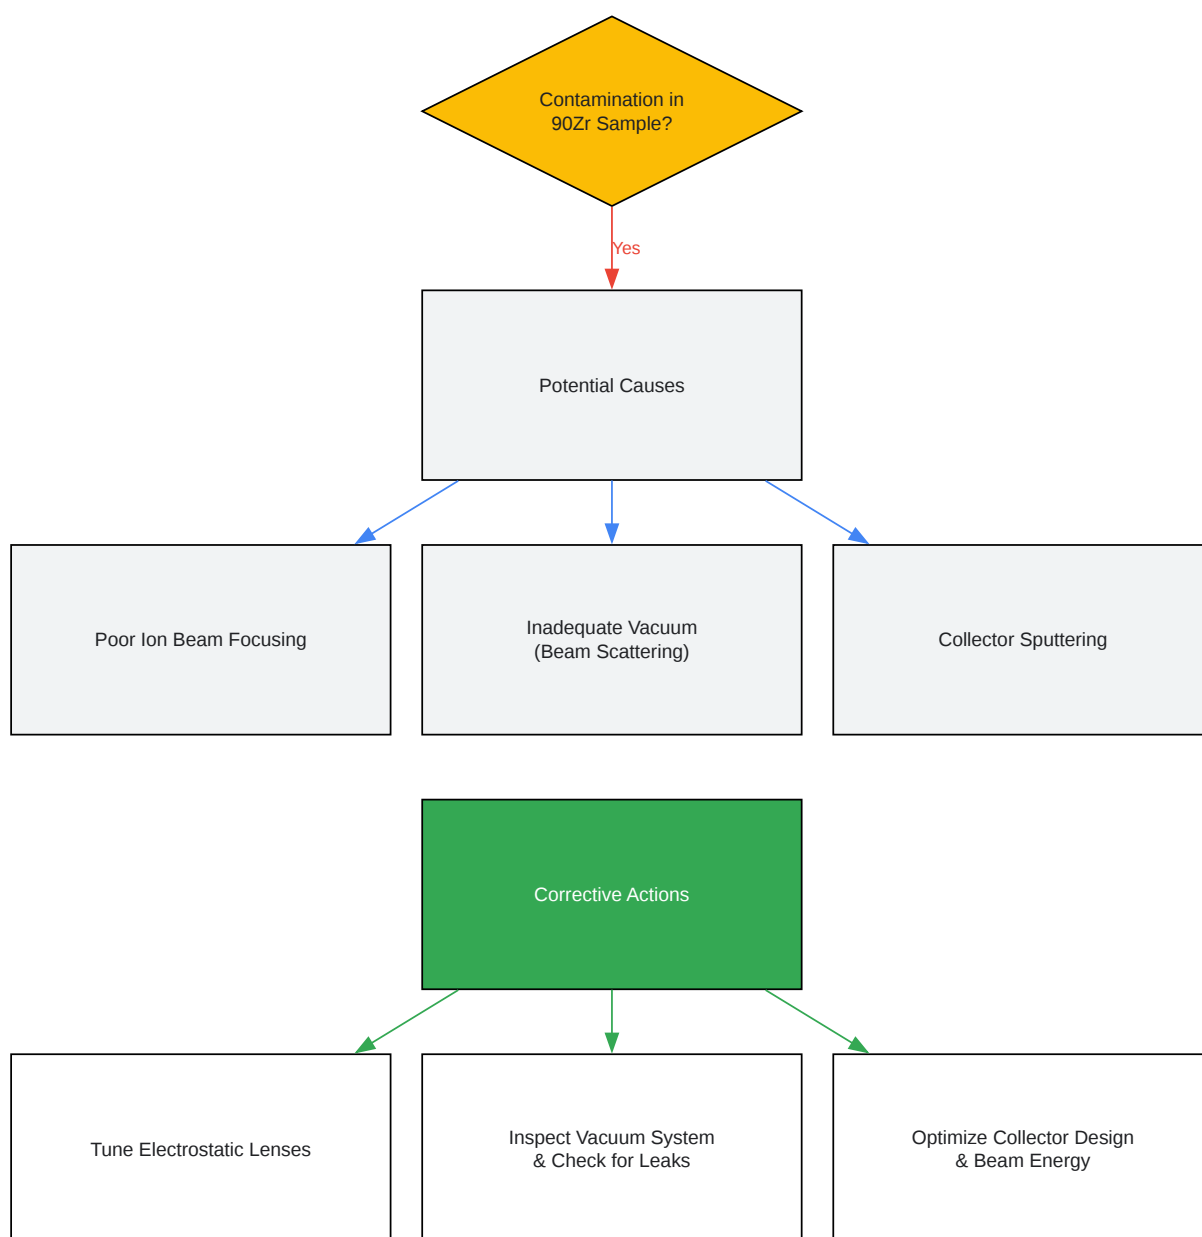 Contamination in
90Zr Sample?
Yes
Potential Causes
Poor Ion Beam Focusing
Inadequate Vacuum
(Beam Scattering)
Collector Sputtering
Corrective Actions
Tune Electrostatic Lenses
Inspect Vacuum System
& Check for Leaks
Optimize Collector Design
& Beam Energy